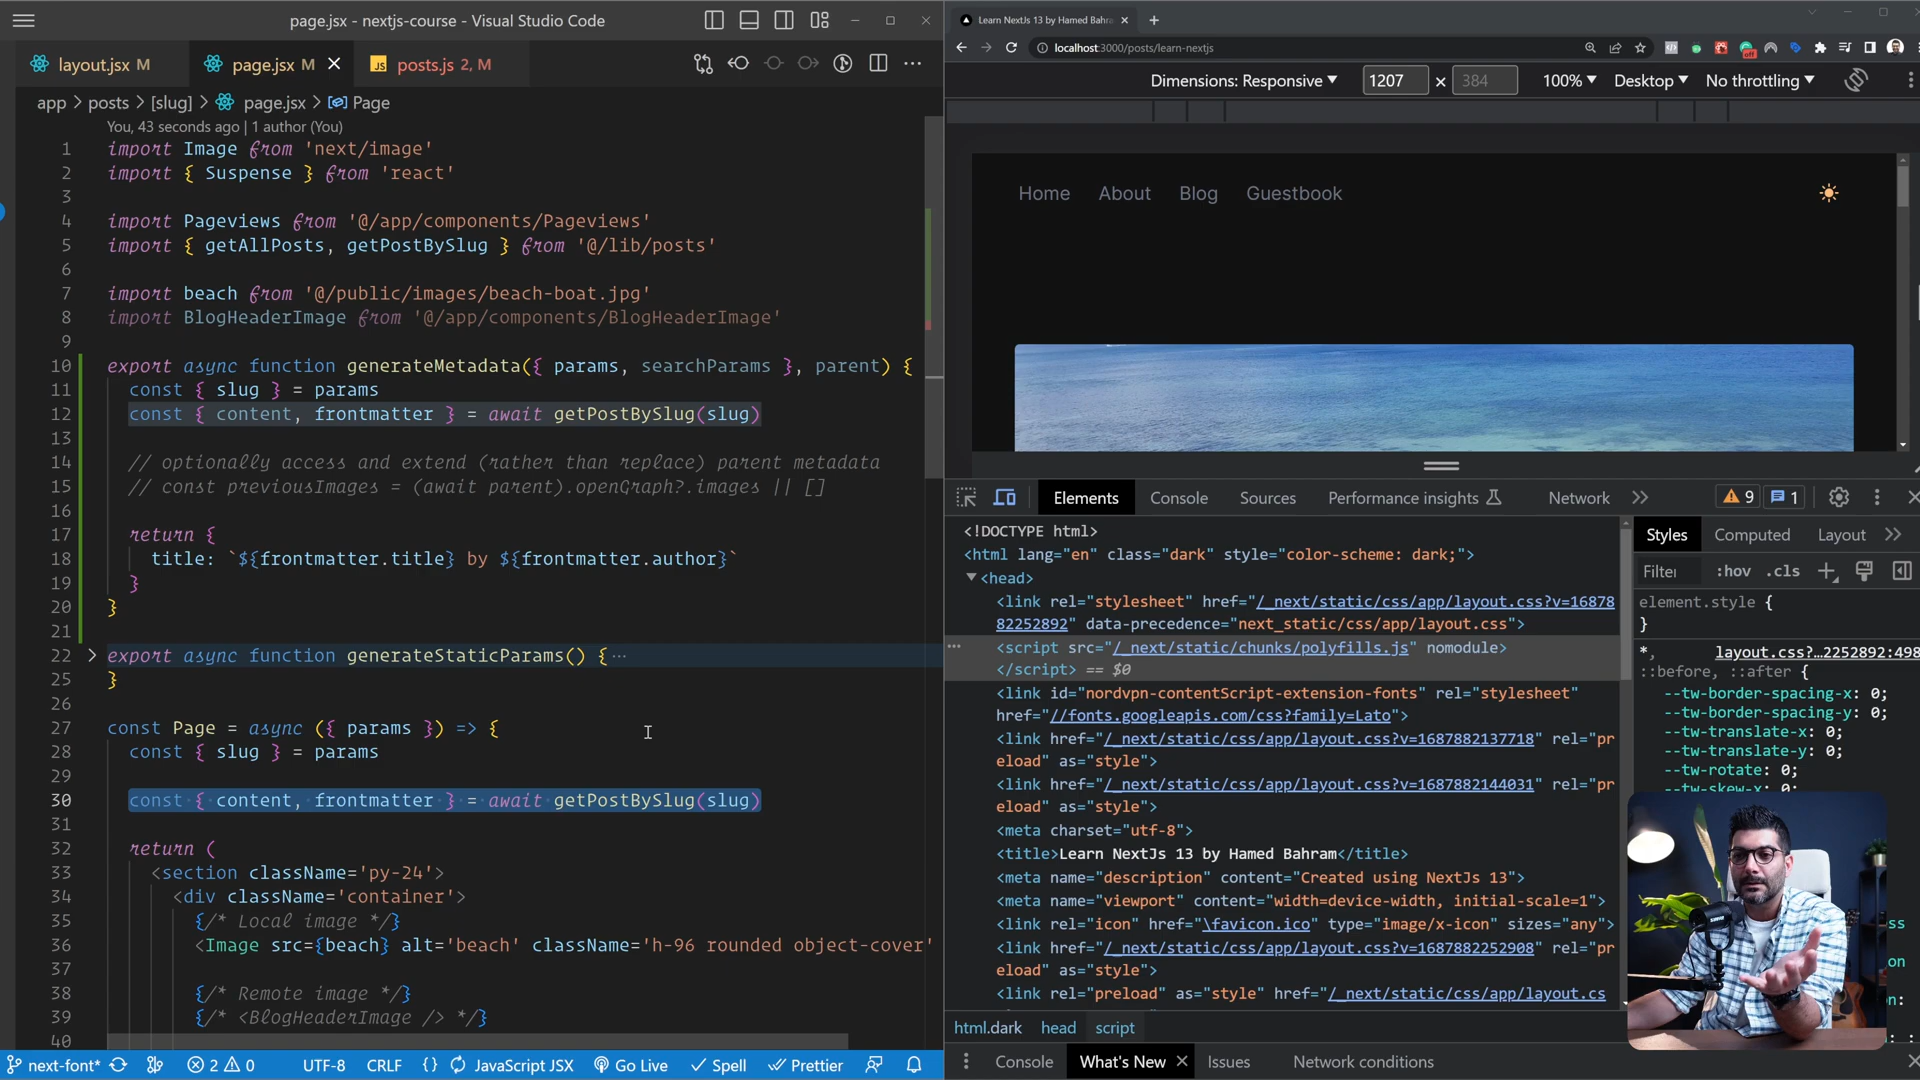 page.jsx - nextjs-course - Visual Studio Code
layout.jsx M
page.jsx M
posts.js 2, M
app > posts > [slug] > page.jsx > Page
You, 43 seconds ago | 1 author (You)
1 import Image from 'next/image'
2 import { Suspense } from 'react'
3
4 import Pageviews from '@/app/components/Pageviews'
5 import { getAllPosts, getPostBySlug } from '@/lib/posts'
6
7 import beach from '@/public/images/beach-boat.jpg'
8 import BlogHeaderImage from '@/app/components/BlogHeaderImage'
9
10 export async function generateMetadata({ params, searchParams }, parent) {
11 const { slug } = params
12 const { content, frontmatter } = await getPostBySlug(slug)
13
14 // optionally access and extend (rather than replace) parent metadata
15 // const previousImages = (await parent).openGraph?.images || []
16
17 return {
18 title: `${frontmatter.title} by ${frontmatter.author}`
19 }
20 }
21
22 export async function generateStaticParams() { ···
25 }
26
27 const Page = async ({ params }) => {
28 const { slug } = params
29
30 const { content, frontmatter } = await getPostBySlug(slug)
31
32 return (
33 <section className='py-24'>
34 <div className='container'>
35 {/* Local image */}
36 <Image src={beach} alt='beach' className='h-96 rounded object-cover'
37
38 {/* Remote image */}
39 {/* <BlogHeaderImage /> */}
40
next-font* 2 0 UTF-8 CRLF {} JavaScript JSX Go Live Spell Prettier
Learn NextJs 13 by Hamed Bahra
localhost:3000/posts/learn-nextjs
off
Dimensions: Responsive 1207 × 384 100% Desktop No throttling
Home About Blog Guestbook
Elements Console Sources Performance insights Network 9 1
<!DOCTYPE html>
<html lang="en" class="dark" style="color-scheme: dark;">
<head>
<link rel="stylesheet" href="/_next/static/css/app/layout.css?v=16878
82252892" data-precedence="next_static/css/app/layout.css">
<script src="/_next/static/chunks/polyfills.js" nomodule>
</script> == $0
<link id="nordvpn-contentScript-extension-fonts" rel="stylesheet"
href="//fonts.googleapis.com/css?family=Lato">
<link href="/_next/static/css/app/layout.css?v=1687882137718" rel="pr
eload" as="style">
<link href="/_next/static/css/app/layout.css?v=1687882144031" rel="pr
eload" as="style">
<meta charset="utf-8">
<title>Learn NextJs 13 by Hamed Bahram</title>
<meta name="description" content="Created using NextJs 13">
<meta name="viewport" content="width=device-width, initial-scale=1">
<link rel="icon" href="\favicon.ico" type="image/x-icon" sizes="any">
<link href="/_next/static/css/app/layout.css?v=1687882252908" rel="pr
eload" as="style">
<link rel="preload" as="style" href="/_next/static/css/app/layout.cs
html.dark head script
Console What's New Issues Network conditions
Styles Computed Layout
Filter :hov .cls
element.style {
}
*, layout.css?…2252892:498
::before, ::after {
--tw-border-spacing-x: 0;
--tw-border-spacing-y: 0;
--tw-translate-x: 0;
--tw-translate-y: 0;
--tw-rotate: 0;
--tw-skew-x: 0;